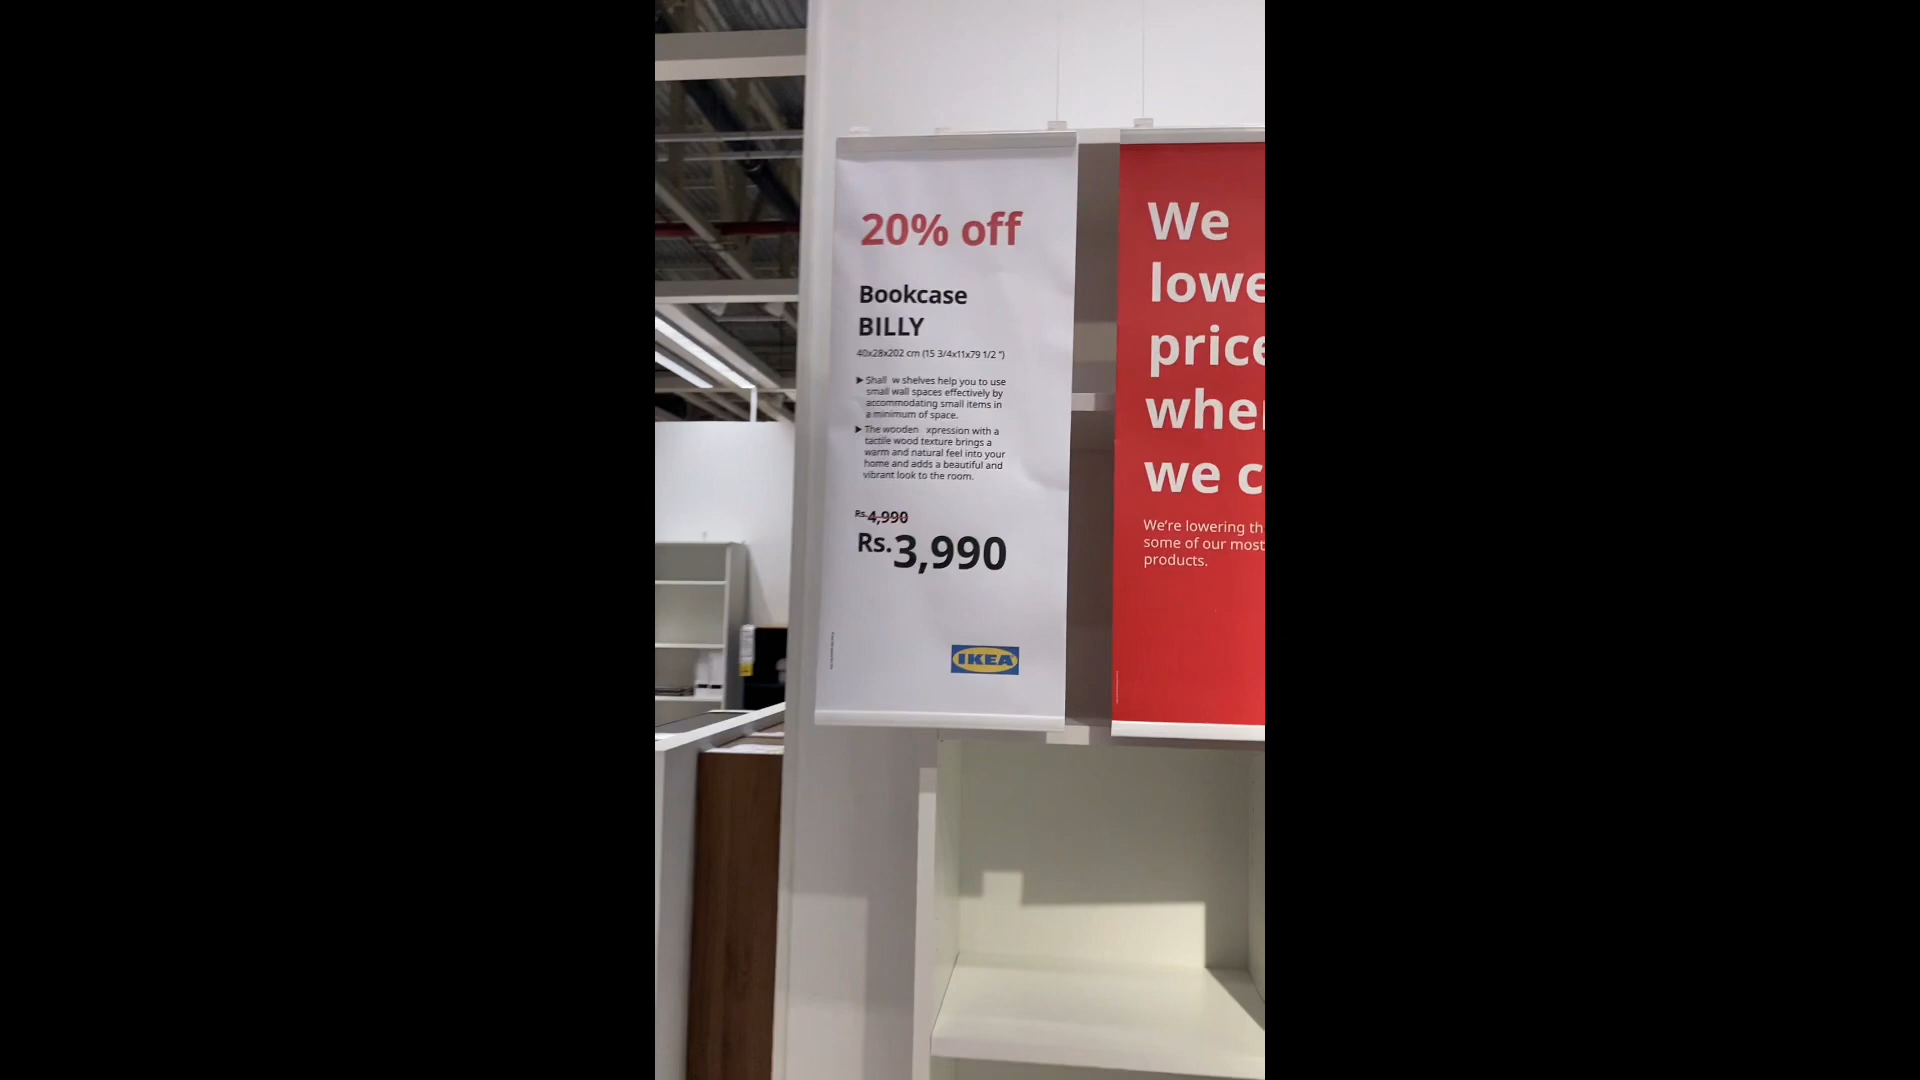 20% off
Bookcase
BILLY
40x28x202 cm (15 3/4x11x79 1/2 ")
▶ Shall w shelves help you to use
small wall spaces effectively by
accommodating small items in
a minimum of space.
▶ The wooden xpression with a
tactile wood texture brings a
warm and natural feel into your
home and adds a beautiful and
vibrant look to the room.
Rs.4,990
Rs.3,990
IKEA
We
lowe
price
whe
we c
We're lowering th
some of our most
products.